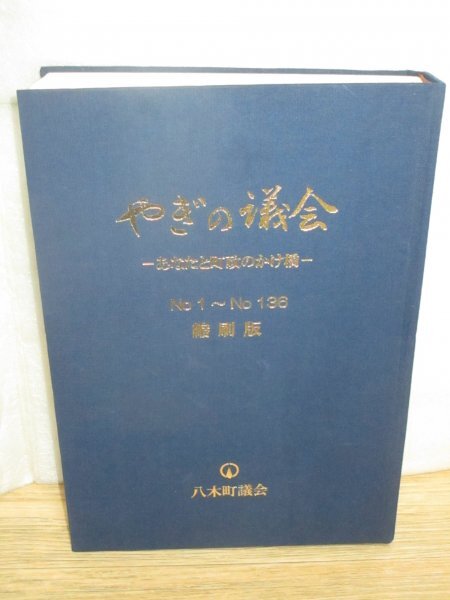 やぎの議会
－あなたと町政のかけ橋－
No 1 ～ No 136
縮刷版
八木町議会